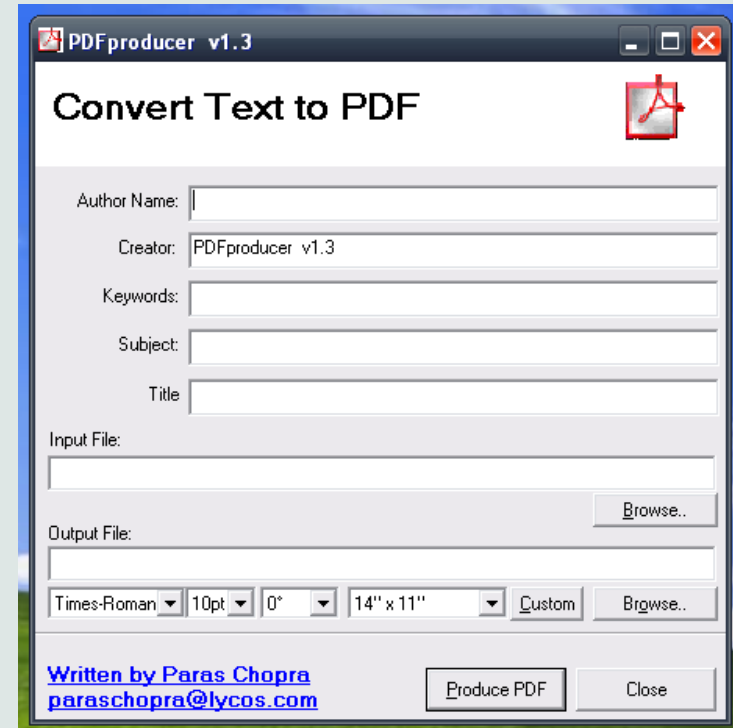 PDFproducer v1.3
Convert Text to PDF
Author Name:
Creator: PDFproducer v1.3
Keywords:
Subject:
Title
Input File:
Browse..
Output File:
Times-Roman 10pt 0° 14" x 11" Custom Browse..
Written by Paras Chopra
paraschopra@lycos.com
Produce PDF Close